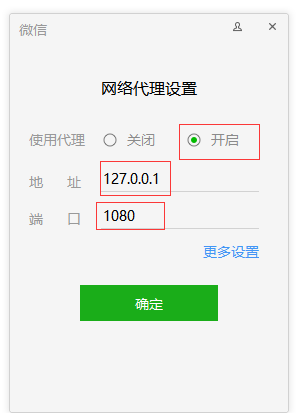 微信
网络代理设置
使用代理 关闭 开启
地 址 127.0.0.1
端 口 1080
更多设置
确定